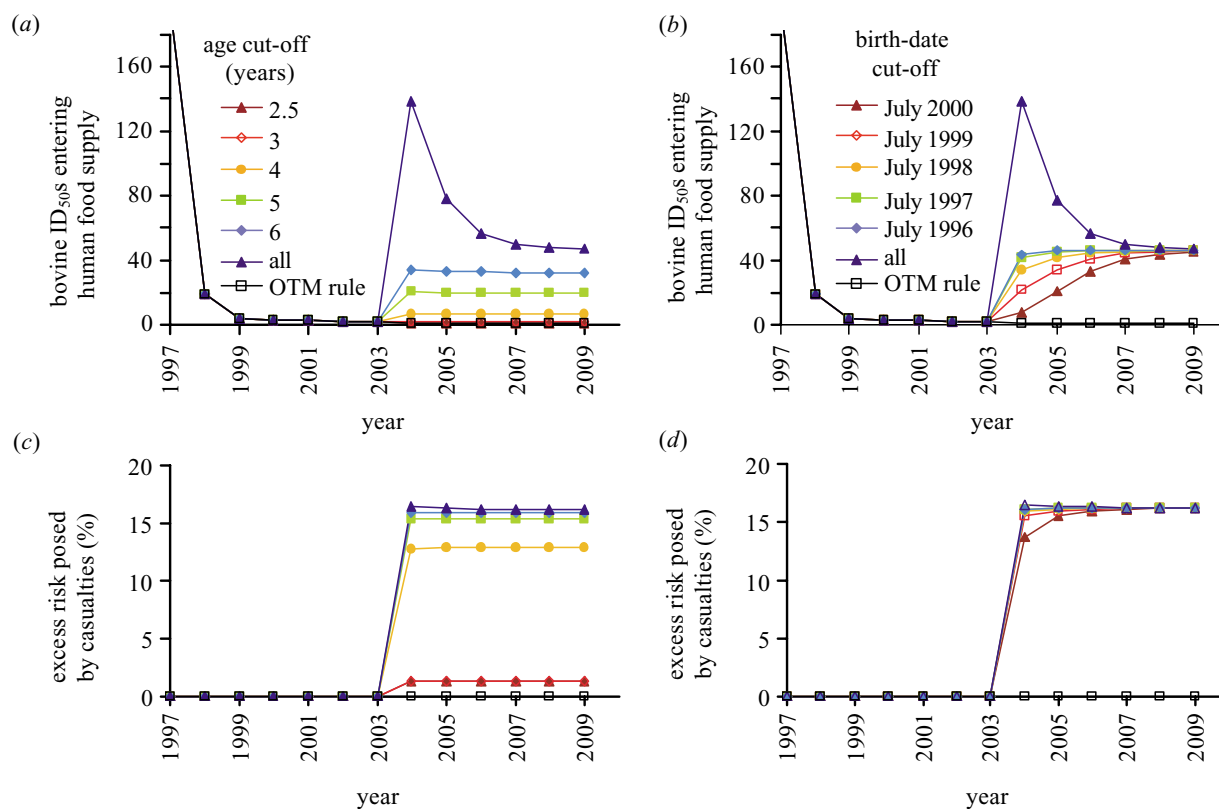 (a)
age cut-off
(years)
2.5
3
4
5
6
all
OTM rule
bovine ID50s entering
human food supply
160
120
80
40
0
1997
1999
2001
2003
2005
2007
2009
year
(b)
birth-date
cut-off
July 2000
July 1999
July 1998
July 1997
July 1996
all
OTM rule
bovine ID50s entering
human food supply
160
120
80
40
0
1997
1999
2001
2003
2005
2007
2009
year
(c)
excess risk posed
by casualties (%)
20
15
10
5
0
1997
1999
2001
2003
2005
2007
2009
year
(d)
excess risk posed
by casualties (%)
20
15
10
5
0
1997
1999
2001
2003
2005
2007
2009
year